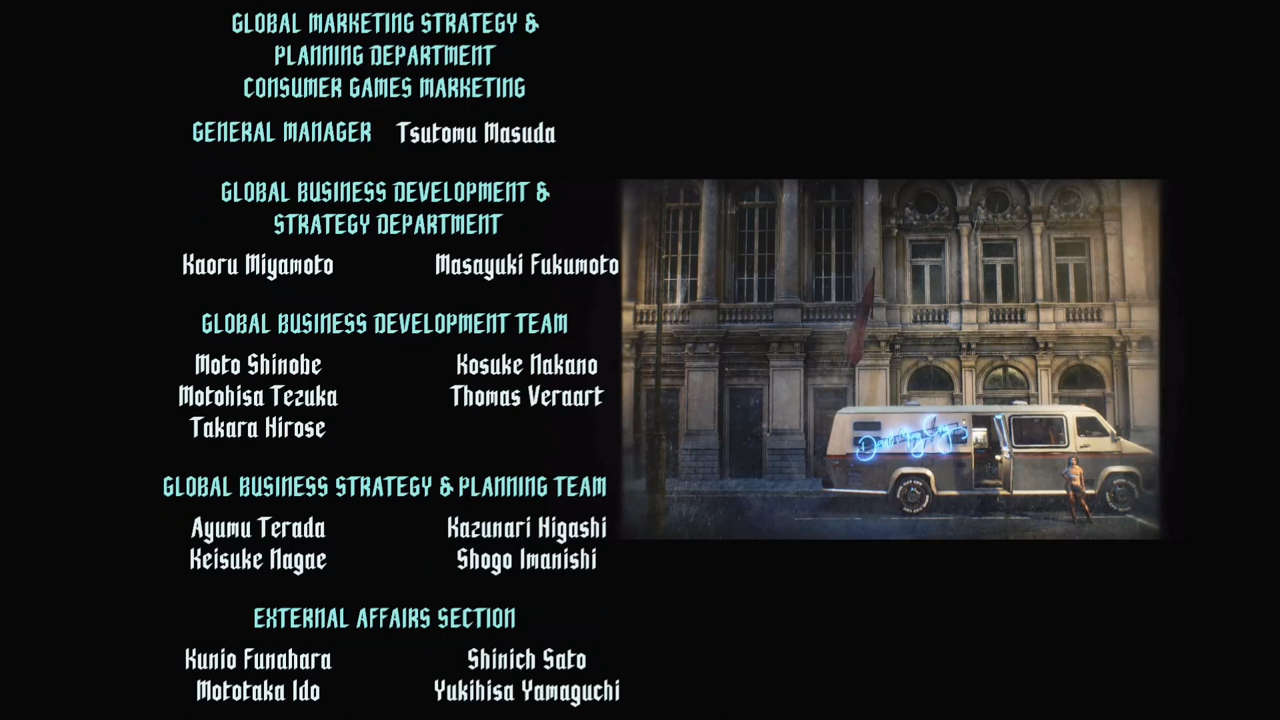 GLOBAL MARKETING STRATEGY &
PLANNING DEPARTMENT
CONSUMER GAMES MARKETING
GENERAL MANAGER Tsutomu Masuda
GLOBAL BUSINESS DEVELOPMENT &
STRATEGY DEPARTMENT
Kaoru Miyamoto Masayuki Fukumoto
GLOBAL BUSINESS DEVELOPMENT TEAM
Moto Shinobe Kosuke Nakano
Motohisa Tezuka Thomas Veraart
Takara Hirose
GLOBAL BUSINESS STRATEGY & PLANNING TEAM
Ayumu Terada Kazunari Higashi
Keisuke Nagae Shogo Imanishi
EXTERNAL AFFAIRS SECTION
Kunio Funahara Shinich Sato
Mototaka Ido Yukihisa Yamaguchi